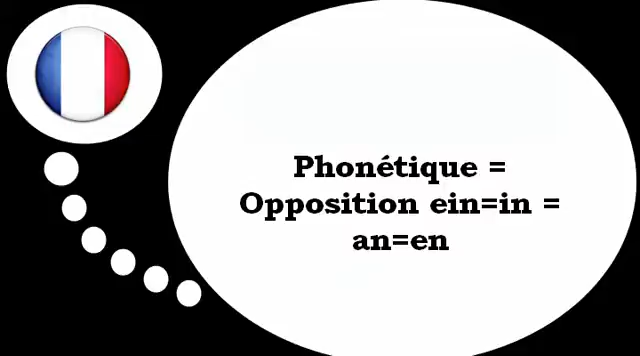 Phonétique =
Opposition ein=in =
an=en